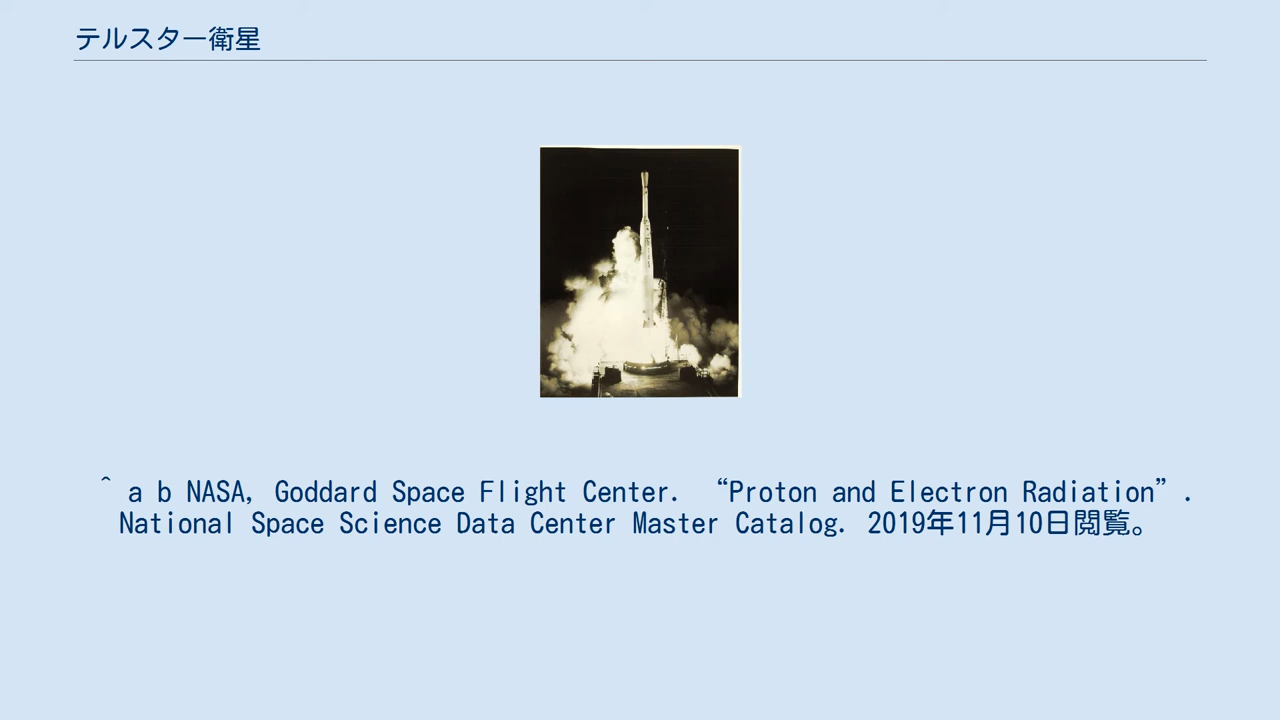 テルスター衛星
^ a b NASA, Goddard Space Flight Center. “Proton and Electron Radiation”.
National Space Science Data Center Master Catalog. 2019年11月10日閲覧。